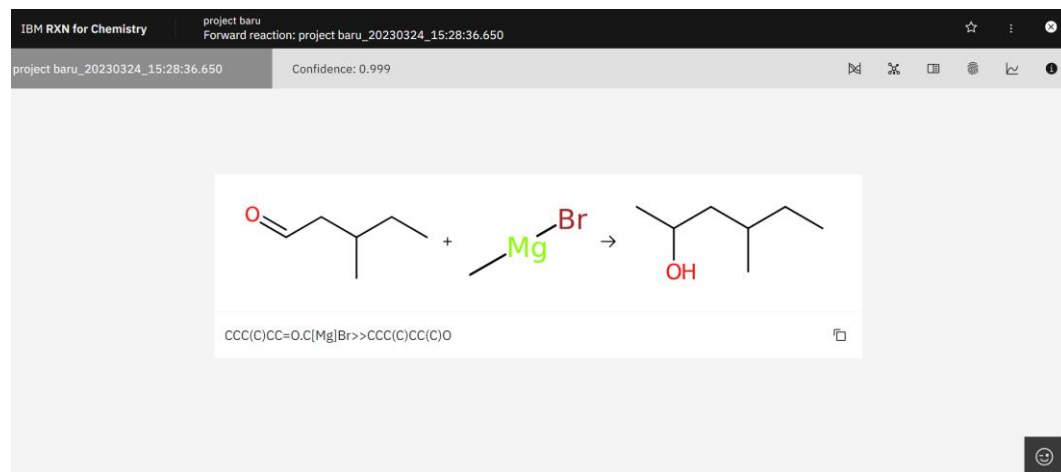 IBM RXN for Chemistry
project baru
Forward reaction: project baru_20230324_15:28:36.650
project baru_20230324_15:28:36.650
Confidence: 0.999
O
+
Mg
Br
→
OH
CCC(C)CC=O.C[Mg]Br>>CCC(C)CC(C)O